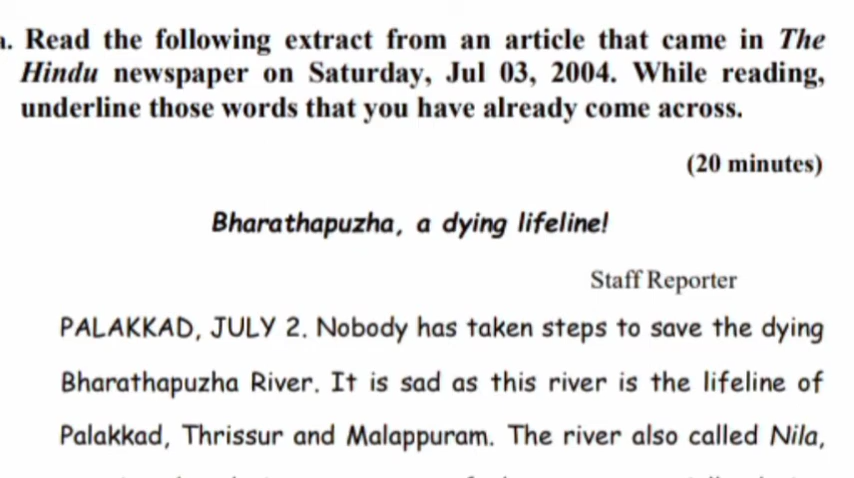 . Read the following extract from an article that came in The
Hindu newspaper on Saturday, Jul 03, 2004. While reading,
underline those words that you have already come across.
(20 minutes)
Bharathapuzha, a dying lifeline!
Staff Reporter
PALAKKAD, JULY 2. Nobody has taken steps to save the dying
Bharathapuzha River. It is sad as this river is the lifeline of
Palakkad, Thrissur and Malappuram. The river also called Nila,